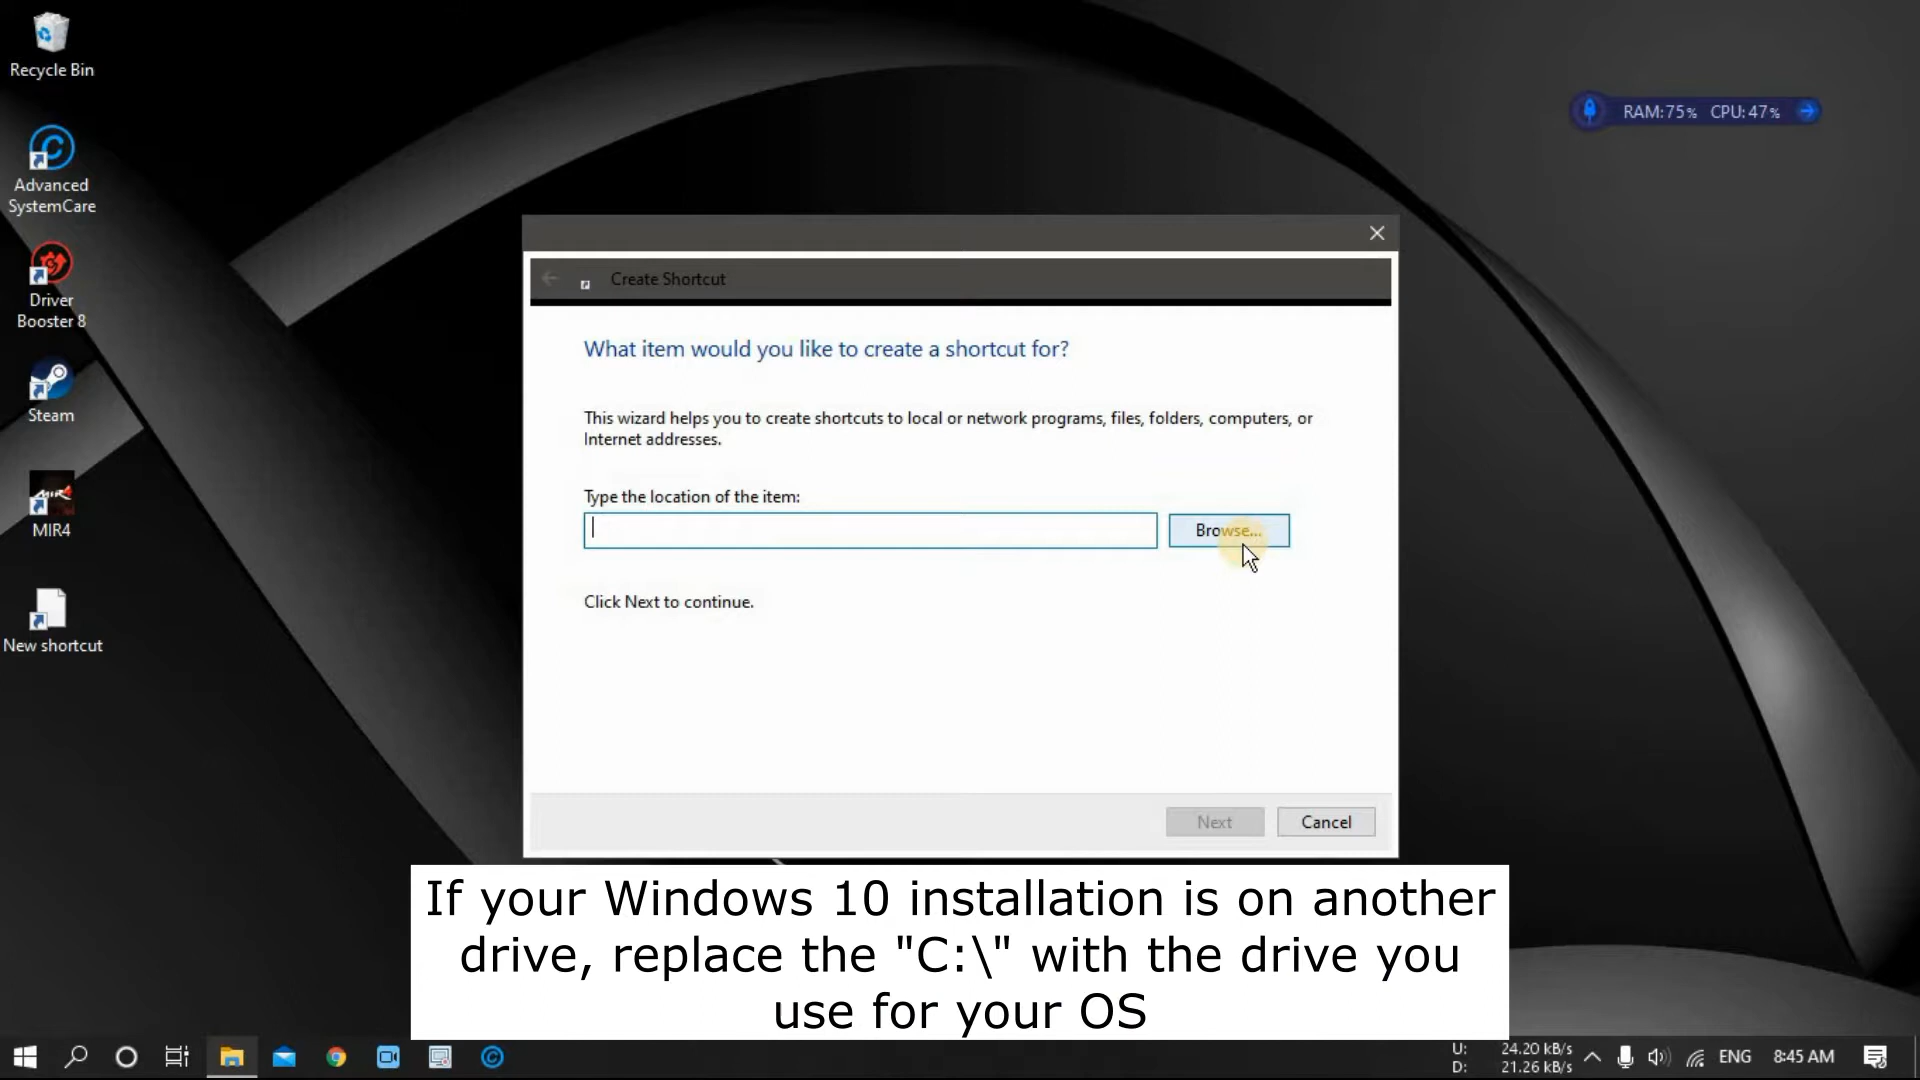 Recycle Bin
RAM:75% CPU:47%
Advanced
SystemCare
Driver
Booster 8
Steam
MIR4
New shortcut
Create Shortcut
What item would you like to create a shortcut for?
This wizard helps you to create shortcuts to local or network programs, files, folders, computers, or
Internet addresses.
Type the location of the item:
Browse...
Click Next to continue.
Next
Cancel
If your Windows 10 installation is on another
drive, replace the "C:\" with the drive you
use for your OS
U: 24.20 kB/s
D: 21.26 kB/s
ENG
8:45 AM